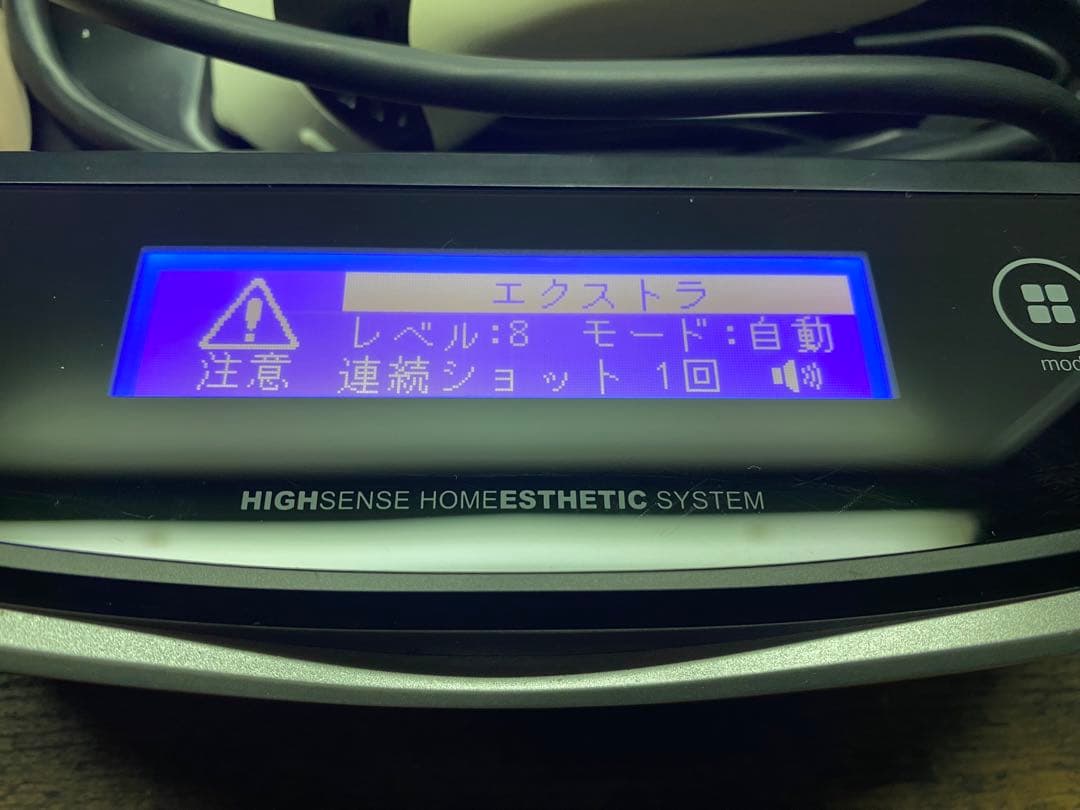 エクストラ
レベル:8 モード:自動
注意 連続ショット 1回
HIGHSENSE HOMEESTHETIC SYSTEM